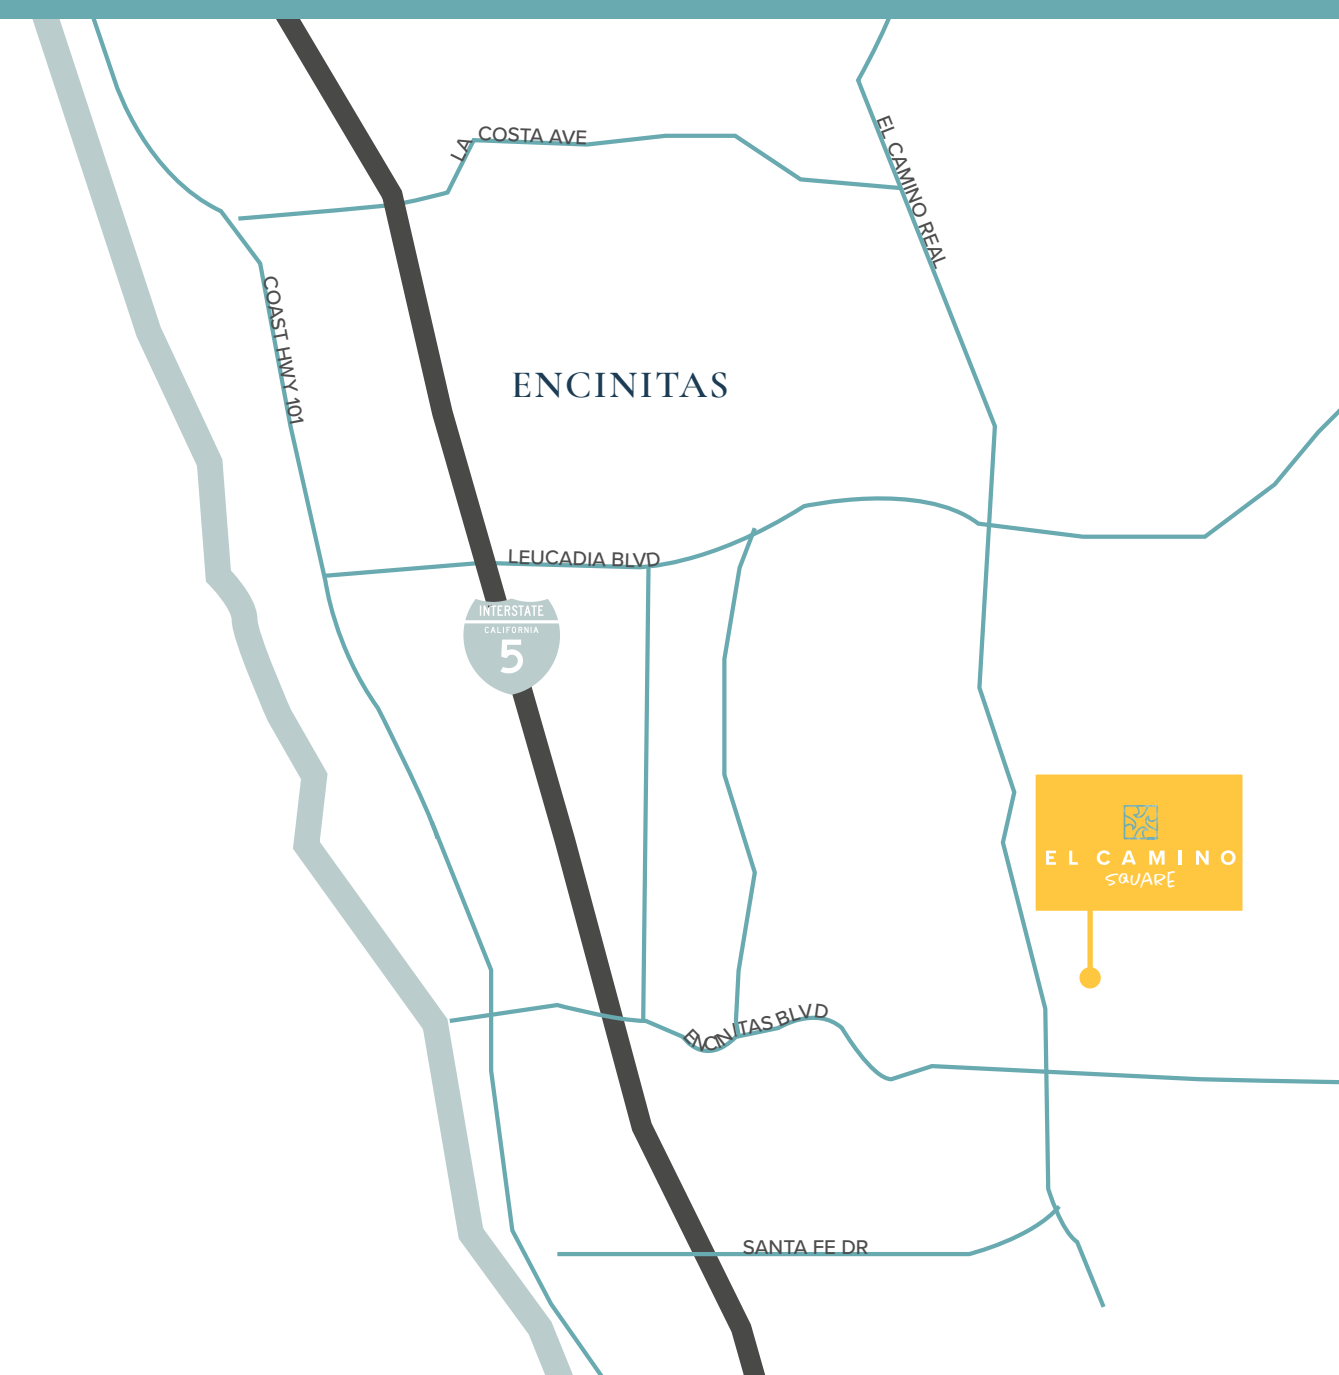 LA COSTA AVE
EL CAMINO REAL
COAST HWY 101
ENCINITAS
LEUCADIA BLVD
INTERSTATE
CALIFORNIA
5
EL CAMINO
SQUARE
ENCINITAS BLVD
SANTA FE DR